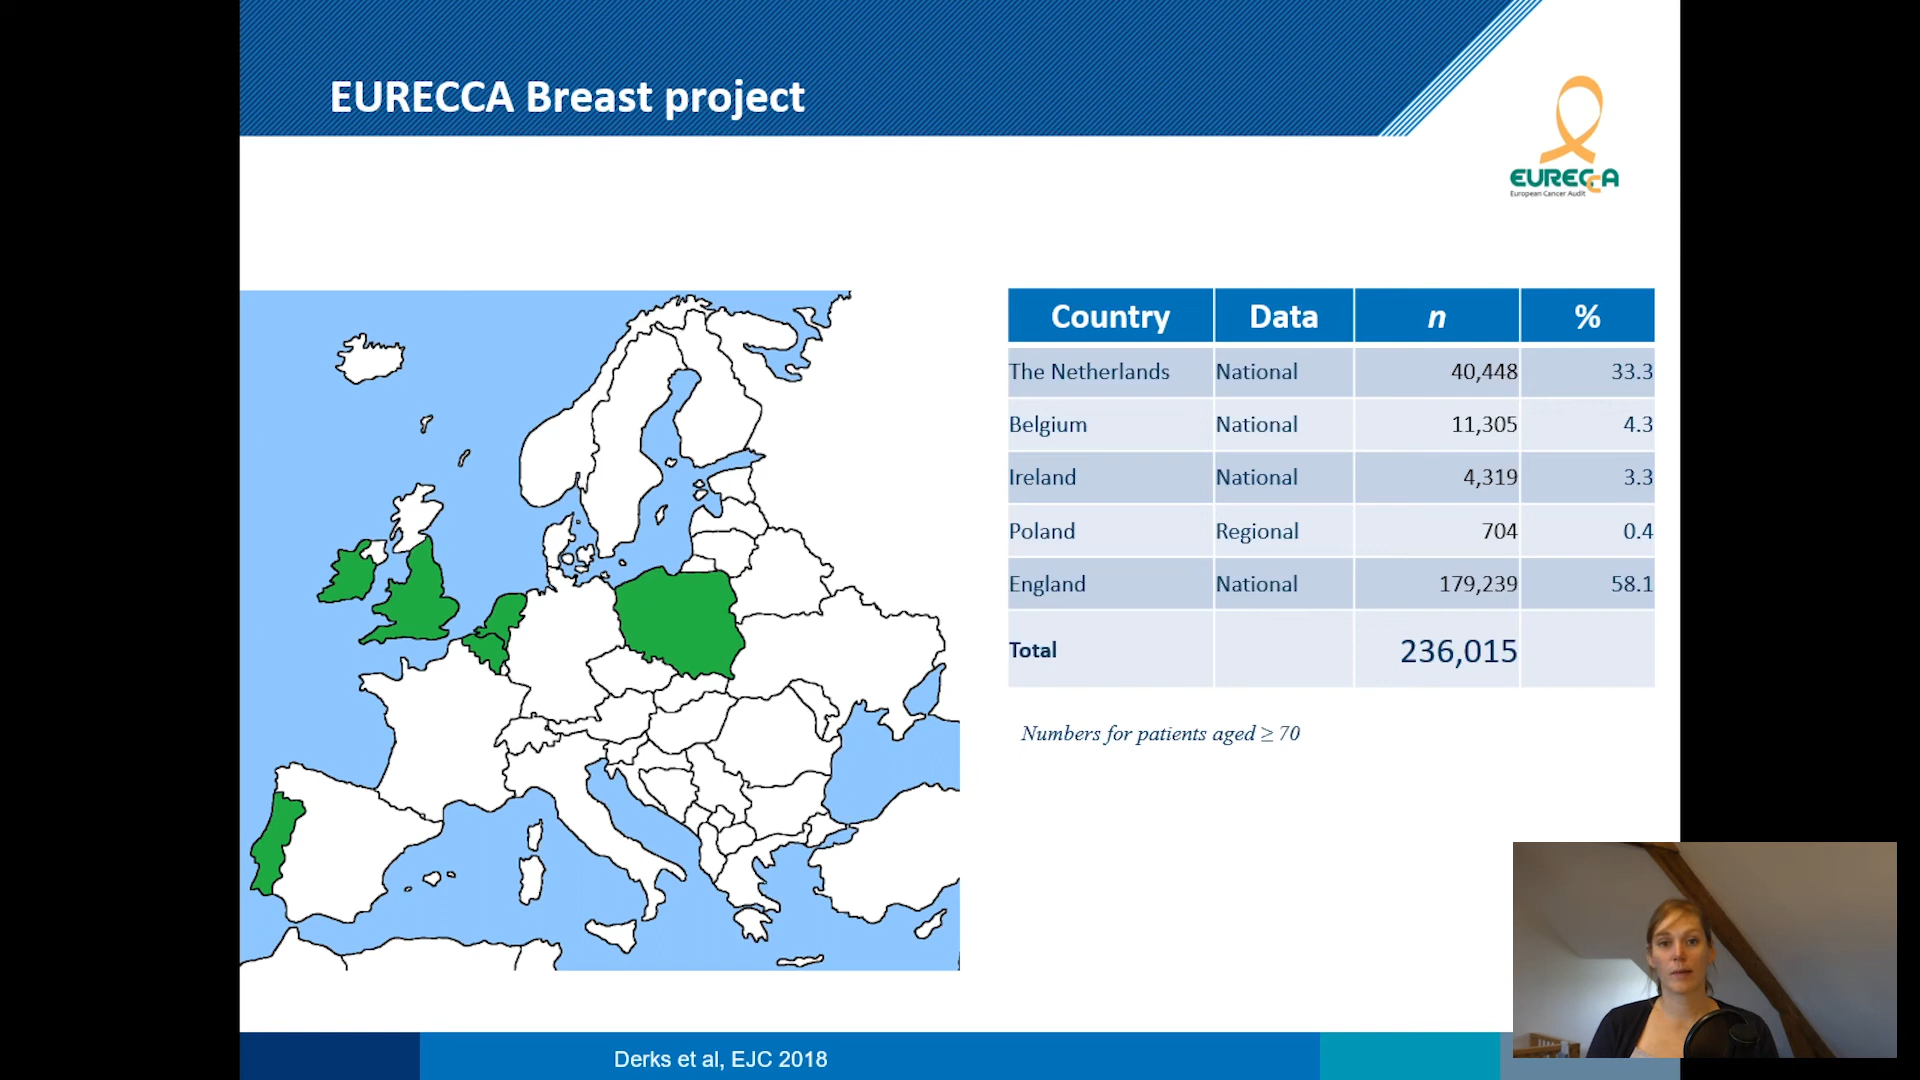 EURECCA Breast project
EURECCA
European Cancer Audit
Country Data n %
The Netherlands National 40,448 33.3
Belgium National 11,305 4.3
Ireland National 4,319 3.3
Poland Regional 704 0.4
England National 179,239 58.1
Total 236,015
Numbers for patients aged ≥ 70
Derks et al, EJC 2018